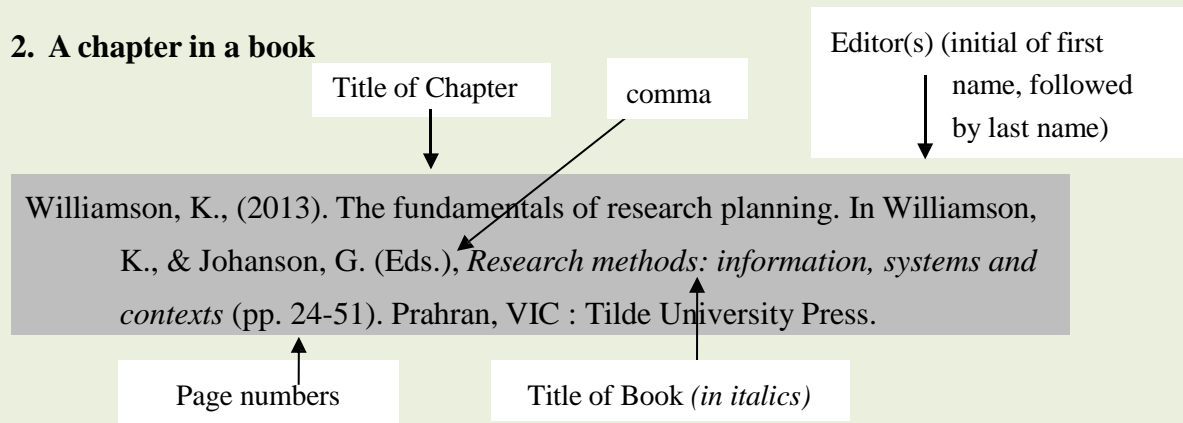 2. A chapter in a book
Editor(s) (initial of first
name, followed
by last name)
Title of Chapter
comma
Williamson, K., (2013). The fundamentals of research planning. In Williamson,
K., & Johanson, G. (Eds.), Research methods: information, systems and
contexts (pp. 24-51). Prahran, VIC : Tilde University Press.
Page numbers
Title of Book (in italics)